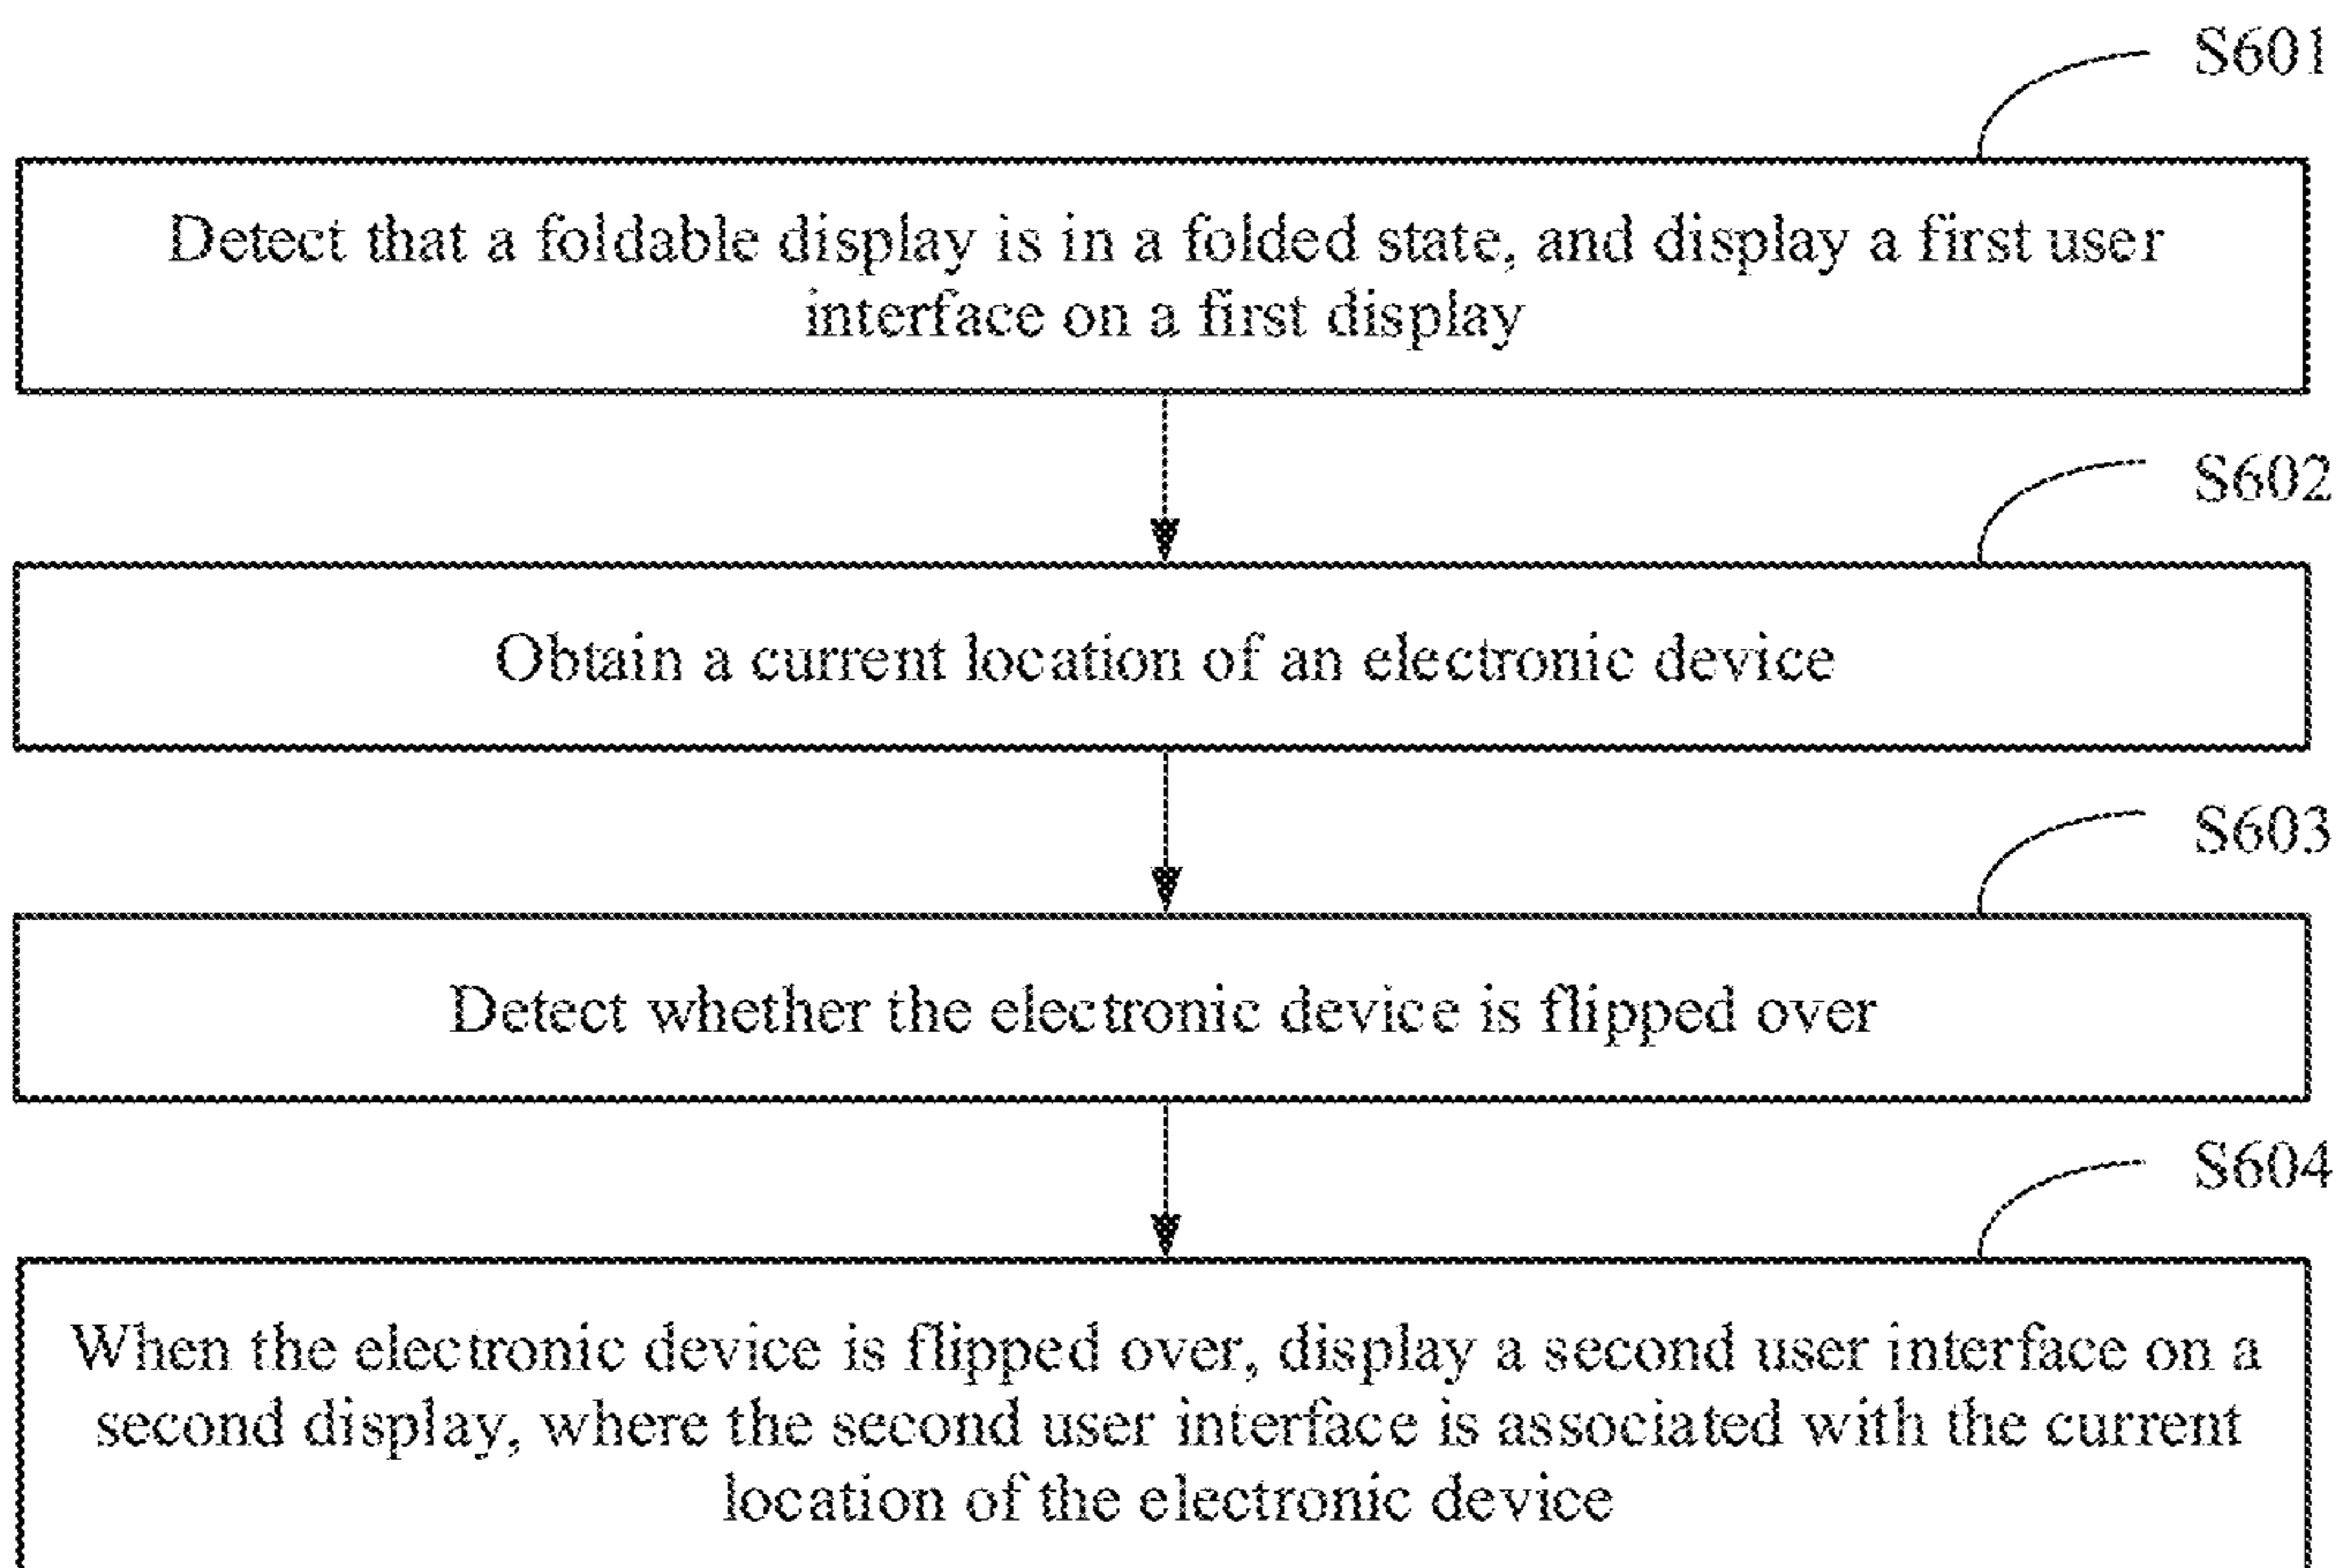 S601
Detect that a foldable display is in a folded state, and display a first user
interface on a first display
S602
Obtain a current location of an electronic device
S603
Detect whether the electronic device is flipped over
S604
When the electronic device is flipped over, display a second user interface on a
second display, where the second user interface is associated with the current
location of the electronic device